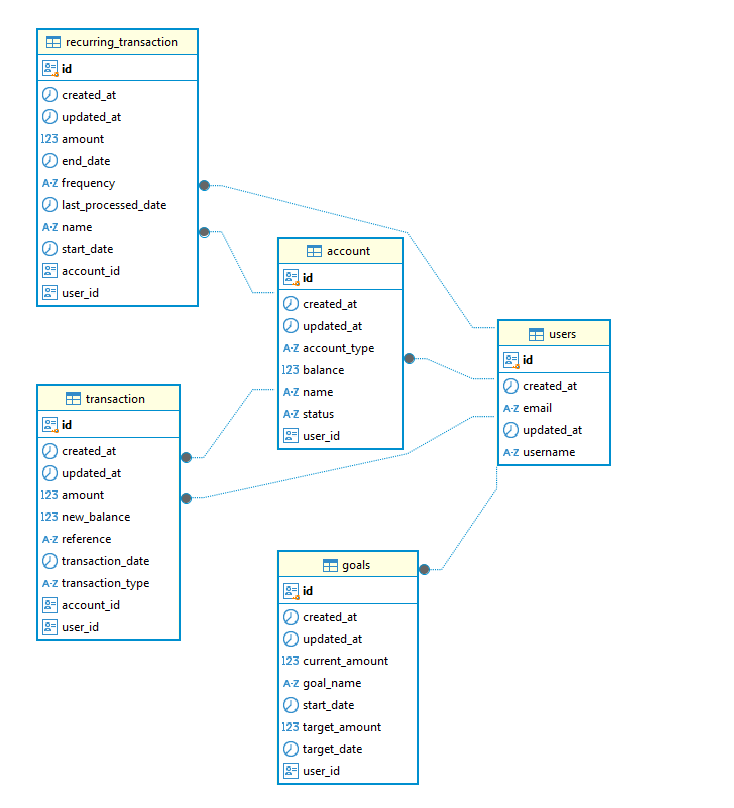 recurring_transaction
id
created_at
updated_at
123 amount
end_date
A-Z frequency
last_processed_date
A-Z name
start_date
account_id
user_id
account
id
created_at
updated_at
A-Z account_type
123 balance
A-Z name
A-Z status
user_id
users
id
created_at
A-Z email
updated_at
A-Z username
transaction
id
created_at
updated_at
123 amount
123 new_balance
A-Z reference
transaction_date
A-Z transaction_type
account_id
user_id
goals
id
created_at
updated_at
123 current_amount
A-Z goal_name
start_date
123 target_amount
target_date
user_id